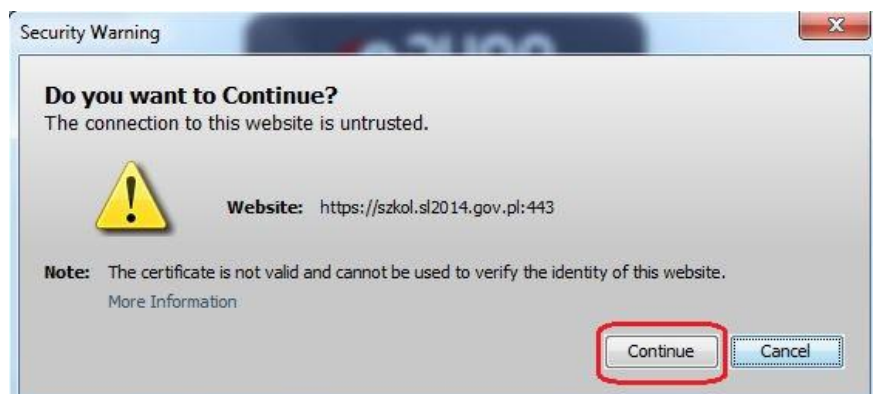 Security Warning
Do you want to Continue?
The connection to this website is untrusted.
Website: https://szkol.sl2014.gov.pl:443
Note: The certificate is not valid and cannot be used to verify the identity of this website.
More Information
Continue Cancel